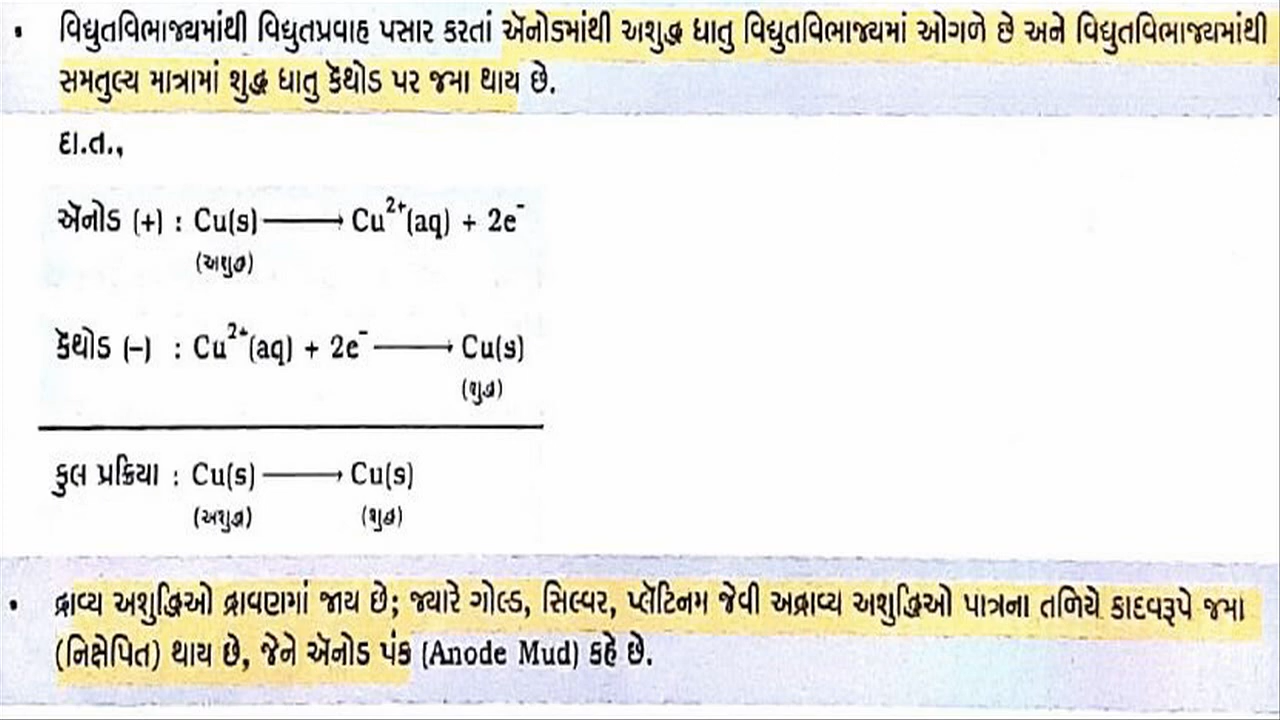 • વિદ્યુતવિભાજ્યમાંથી વિદ્યુતપ્રવાહ પસાર કરતાં ઍનોડમાંથી અશુદ્ધ ધાતુ વિદ્યુતવિભાજ્યમાં ઓગળે છે અને વિદ્યુતવિભાજ્યમાંથી
સમતુલ્ય માત્રામાં શુદ્ધ ધાતુ કૅથોડ પર જમા થાય છે.
દા.ત.,
ઍનોડ (+) : Cu(s) ⟶ Cu²⁺(aq) + 2e⁻
(અશુદ્ધ)
કૅથોડ (–) : Cu²⁺(aq) + 2e⁻ ⟶ Cu(s)
(શુદ્ધ)
કુલ પ્રક્રિયા : Cu(s) ⟶ Cu(s)
(અશુદ્ધ) (શુદ્ધ)
• દ્રાવ્ય અશુદ્ધિઓ દ્રાવણમાં જાય છે; જ્યારે ગોલ્ડ, સિલ્વર, પ્લૅટિનમ જેવી અદ્રાવ્ય અશુદ્ધિઓ પાત્રના તળિયે કાદવરૂપે જમા
(નિક્ષેપિત) થાય છે, જેને ઍનોડ પંક (Anode Mud) કહે છે.